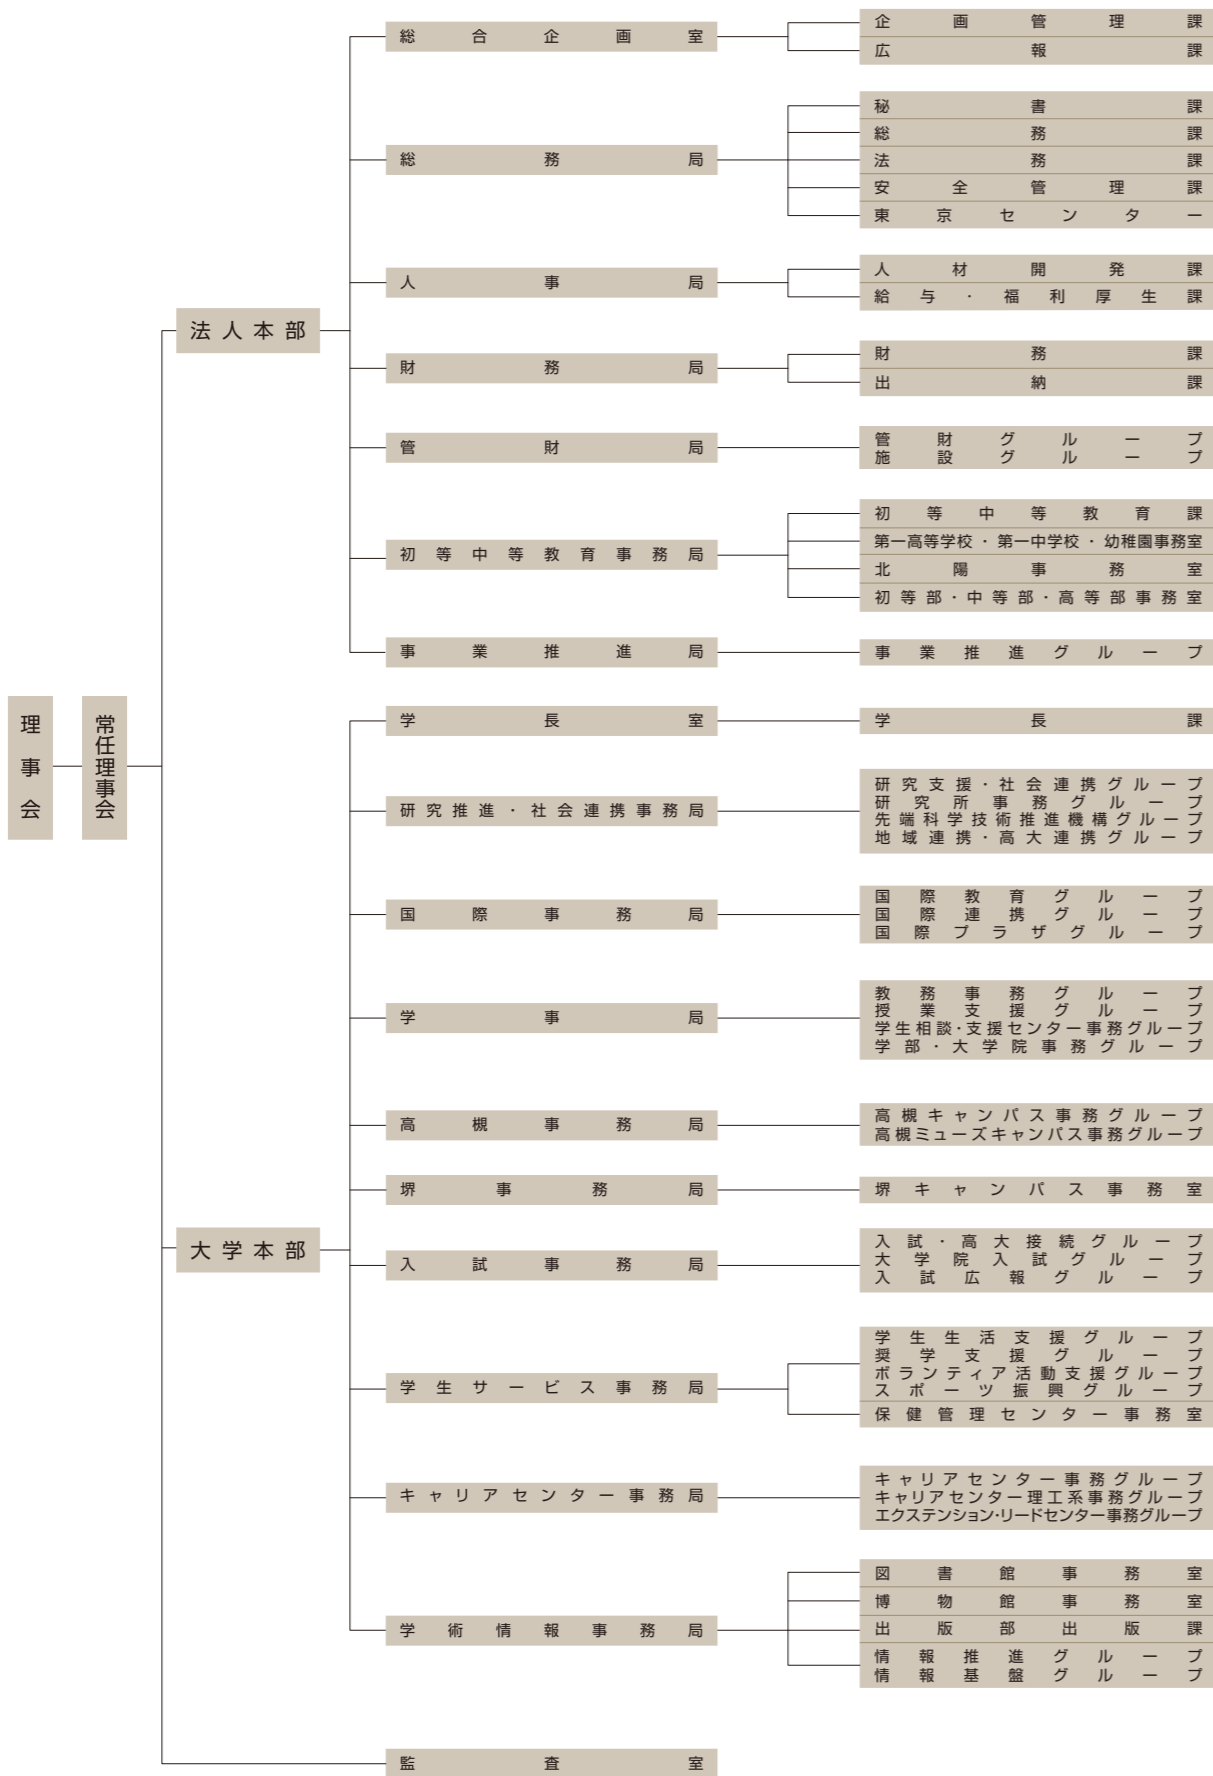 理事会
常任理事会
法人本部
総合企画室
企画管理課
広報課
総務局
秘書課
総務課
法務課
安全管理課
東京センター
人事局
人材開発課
給与・福利厚生課
財務局
財務課
出納課
管財局
管財グループ
施設グループ
初等中等教育事務局
初等中等教育課
第一高等学校・第一中学校・幼稚園事務室
北陽事務室
初等部・中等部・高等部事務室
事業推進局
事業推進グループ
大学本部
学長室
学長課
研究推進・社会連携事務局
研究支援・社会連携グループ
研究所事務グループ
先端科学技術推進機構グループ
地域連携・高大連携グループ
国際事務局
国際教育グループ
国際連携グループ
国際プラザグループ
学事局
教務事務グループ
授業支援グループ
学生相談・支援センター事務グループ
学部・大学院事務グループ
高槻事務局
高槻キャンパス事務グループ
高槻ミューズキャンパス事務グループ
堺事務局
堺キャンパス事務室
入試事務局
入試・高大接続グループ
大学院入試グループ
入試広報グループ
学生サービス事務局
学生生活支援グループ
奨学支援グループ
ボランティア活動支援グループ
スポーツ振興グループ
保健管理センター事務室
キャリアセンター事務局
キャリアセンター事務グループ
キャリアセンター理工系事務グループ
エクステンション・リードセンター事務グループ
学術情報事務局
図書館事務室
博物館事務室
出版部出版課
情報推進グループ
情報基盤グループ
監査室